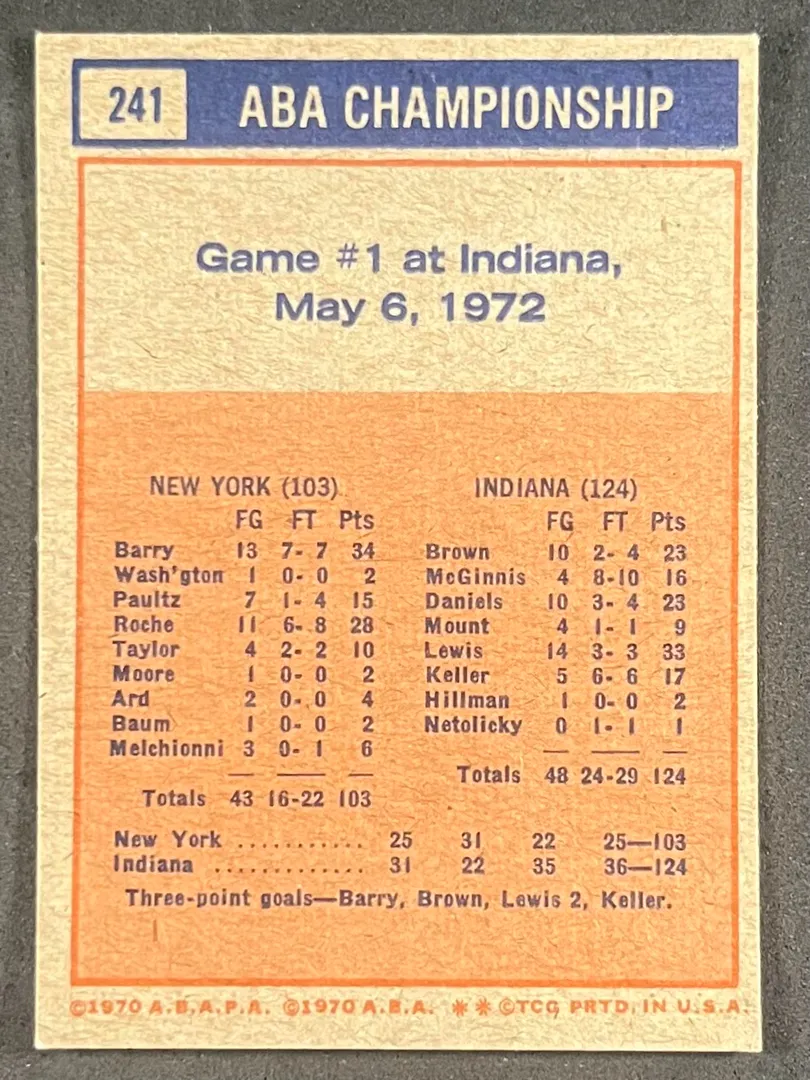 241 ABA CHAMPIONSHIP
Game #1 at Indiana,
May 6, 1972
NEW YORK (103)
FG FT Pts
Barry 13 7- 7 34
Wash'gton 1 0- 0 2
Paultz 7 1- 4 15
Roche 11 6- 8 28
Taylor 4 2- 2 10
Moore 1 0- 0 2
Ard 2 0- 0 4
Baum 1 0- 0 2
Melchionni 3 0- 1 6
Totals 43 16-22 103
INDIANA (124)
FG FT Pts
Brown 10 2- 4 23
McGinnis 4 8-10 16
Daniels 10 3- 4 23
Mount 4 1- 1 9
Lewis 14 3- 3 33
Keller 5 6- 6 17
Hillman 1 0- 0 2
Netolicky 0 1- 1 1
Totals 48 24-29 124
New York ........... 25 31 22 25—103
Indiana ............. 31 22 35 36—124
Three-point goals—Barry, Brown, Lewis 2, Keller.
©1970 A.B.A.P.A. ©1970 A.B.A. ** ©TCG PRTD. IN U.S.A.